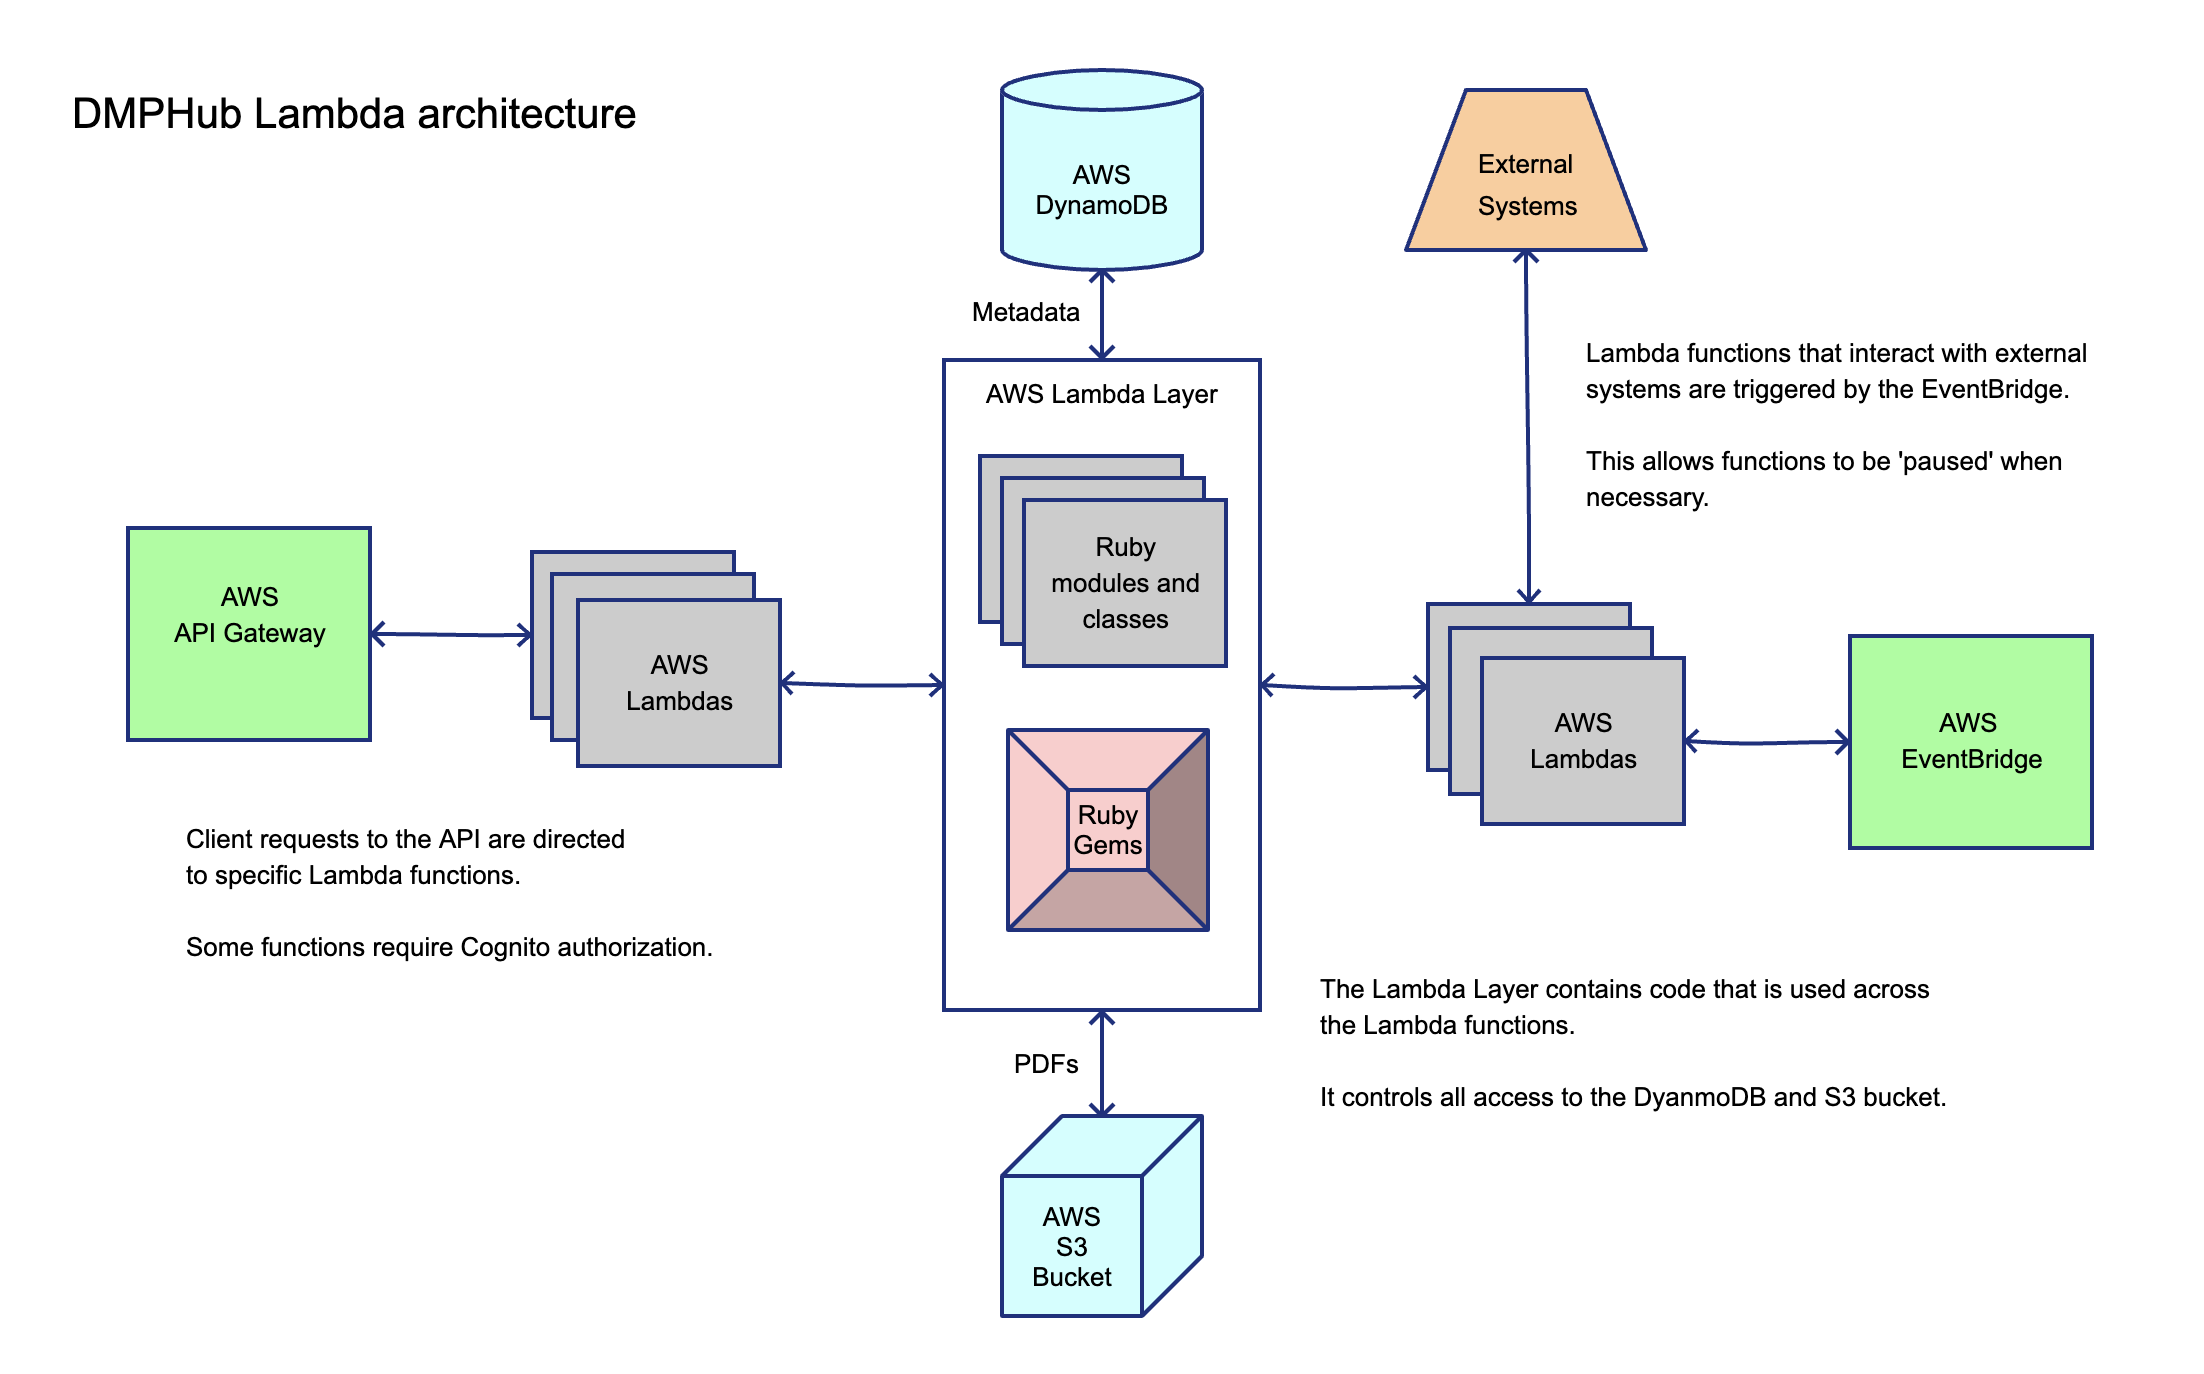 DMPHub Lambda architecture
AWS
DynamoDB
External
Systems
Metadata
Lambda functions that interact with external
systems are triggered by the EventBridge.
This allows functions to be 'paused' when
necessary.
AWS Lambda Layer
Ruby
modules and
classes
AWS
API Gateway
AWS
Lambdas
AWS
Lambdas
AWS
EventBridge
Ruby
Gems
Client requests to the API are directed
to specific Lambda functions.
Some functions require Cognito authorization.
The Lambda Layer contains code that is used across
the Lambda functions.
It controls all access to the DyanmoDB and S3 bucket.
PDFs
AWS
S3
Bucket